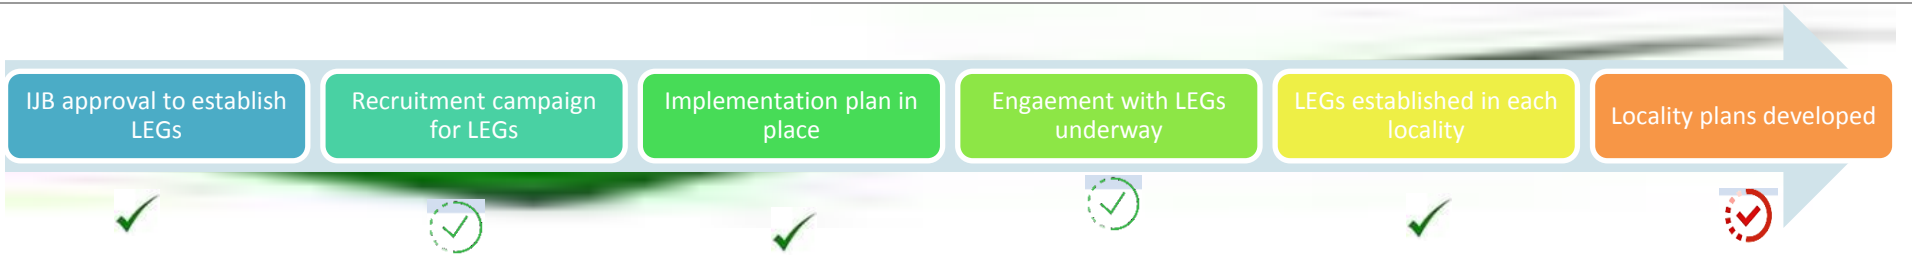 IJB approval to establish
LEGs
Recruitment campaign
for LEGs
Implementation plan in
place
Engaement with LEGs
underway
LEGs established in each
locality
Locality plans developed